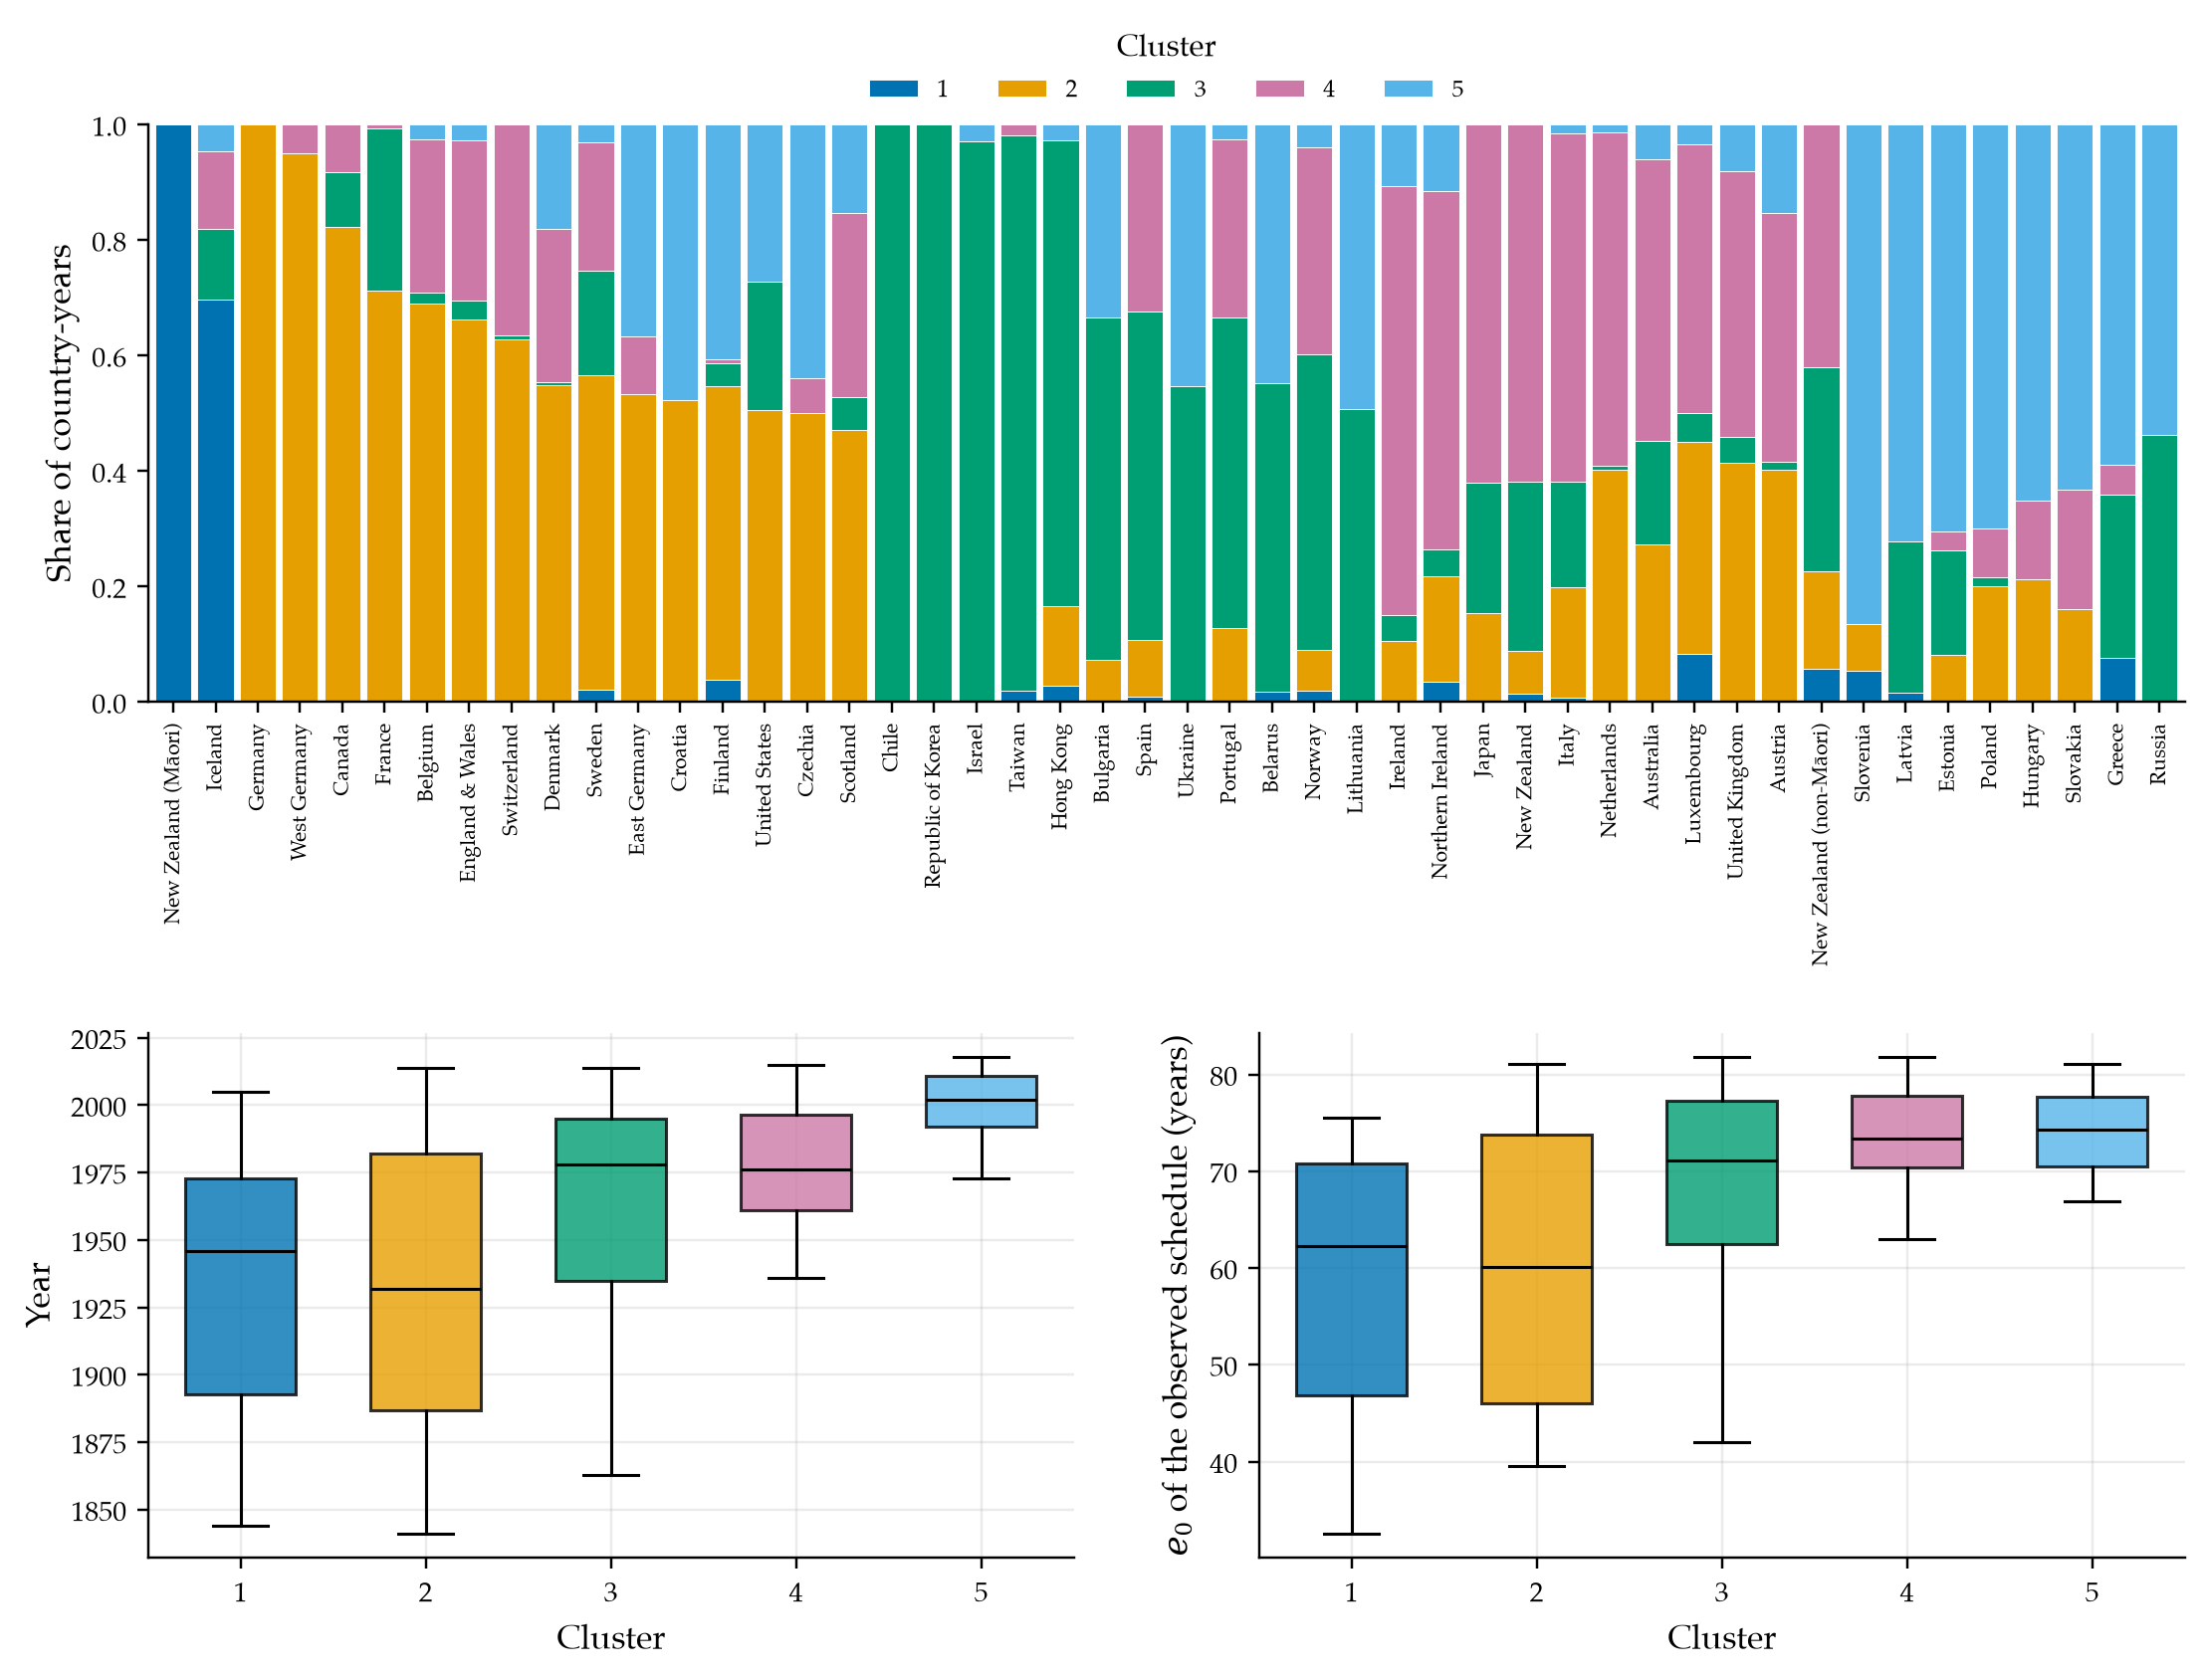 Cluster
1 2 3 4 5
Share of country-years
1.0
0.8
0.6
0.4
0.2
0.0
New Zealand (Māori)
Iceland
Germany
West Germany
Canada
France
Belgium
England & Wales
Switzerland
Denmark
Sweden
East Germany
Croatia
Finland
United States
Czechia
Scotland
Chile
Republic of Korea
Israel
Taiwan
Hong Kong
Bulgaria
Spain
Ukraine
Portugal
Belarus
Norway
Lithuania
Ireland
Northern Ireland
Japan
New Zealand
Italy
Netherlands
Australia
Luxembourg
United Kingdom
Austria
New Zealand (non-Māori)
Slovenia
Latvia
Estonia
Poland
Hungary
Slovakia
Greece
Russia
Year
2025
2000
1975
1950
1925
1900
1875
1850
1 2 3 4 5
Cluster
e₀ of the observed schedule (years)
80
70
60
50
40
1 2 3 4 5
Cluster